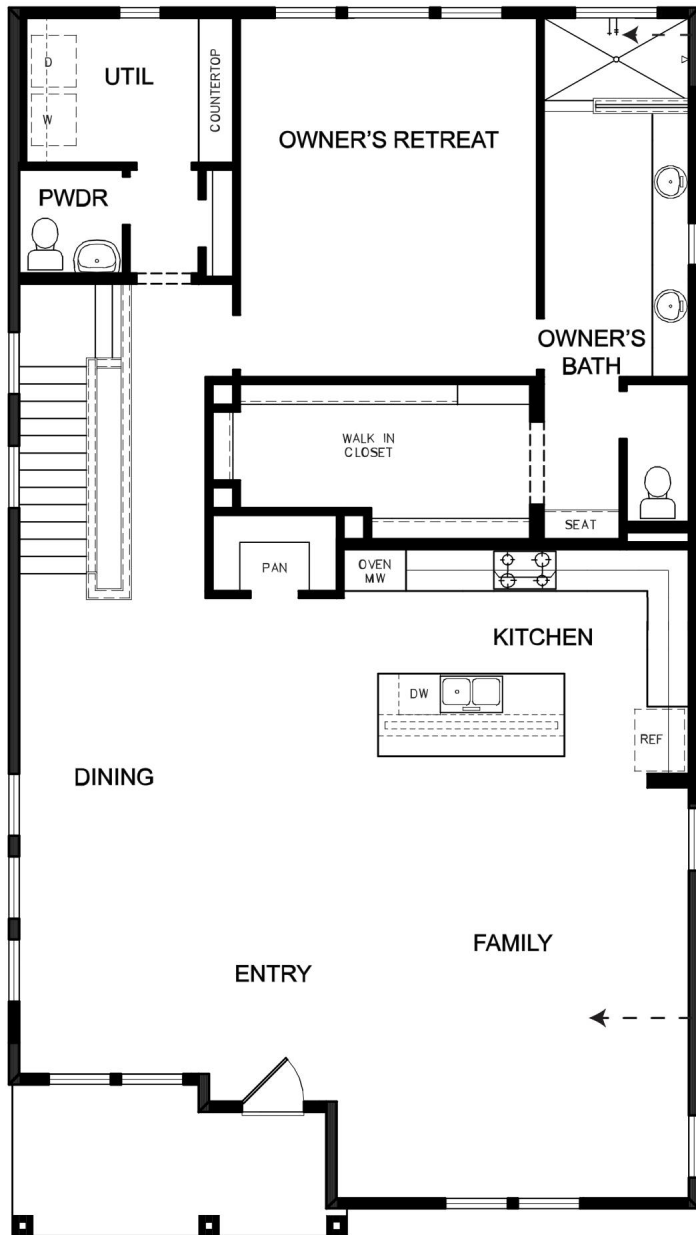 D
UTIL
COUNTERTOP
W
OWNER'S RETREAT
PWDR
OWNER'S
BATH
WALK IN
CLOSET
SEAT
PAN
OVEN
MW
KITCHEN
DW
REF
DINING
FAMILY
ENTRY